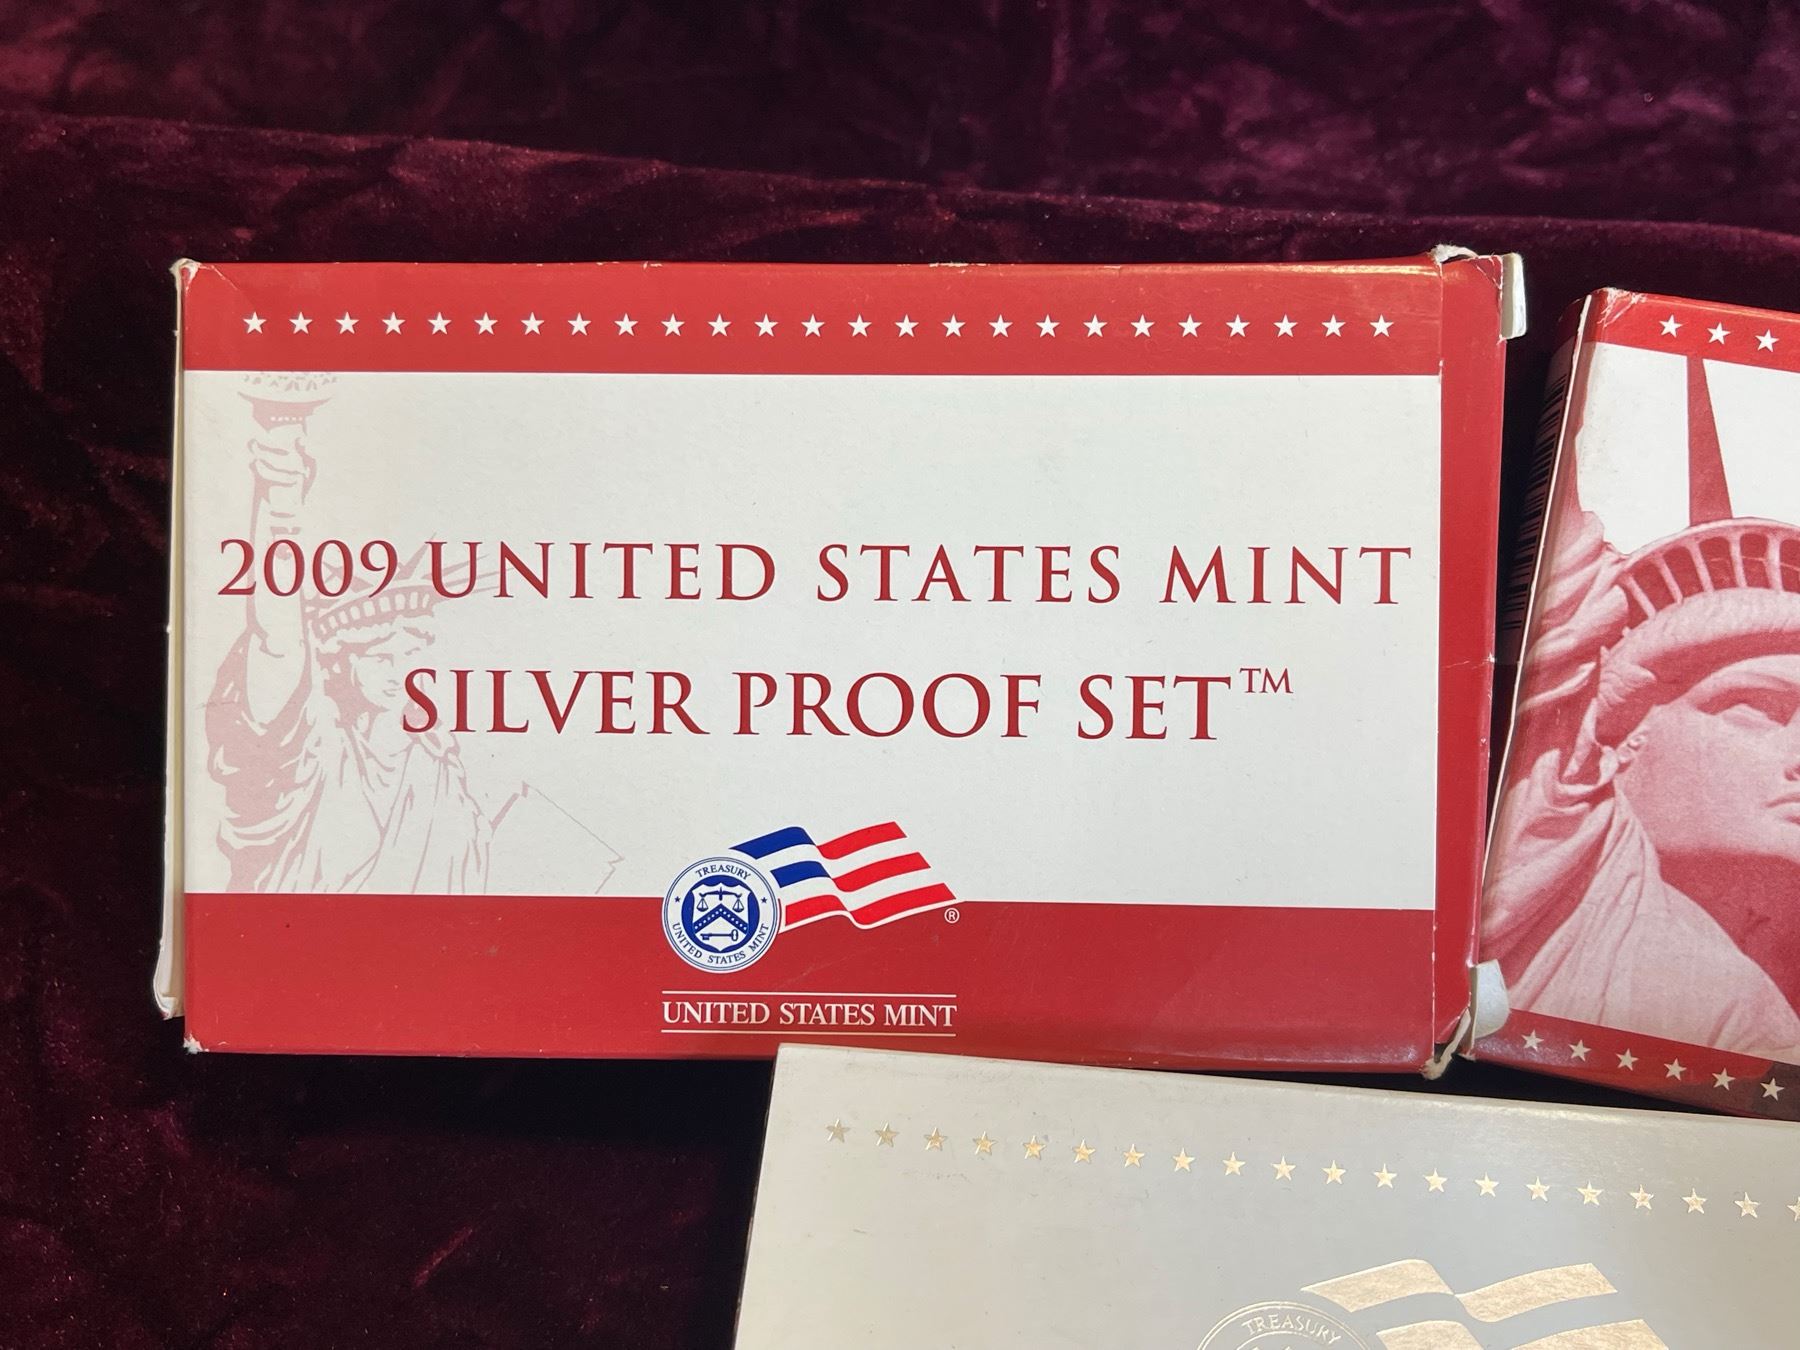 2009 UNITED STATES MINT
SILVER PROOF SET™
TREASURY
UNITED STATES MINT
®
UNITED STATES MINT
TREASURY